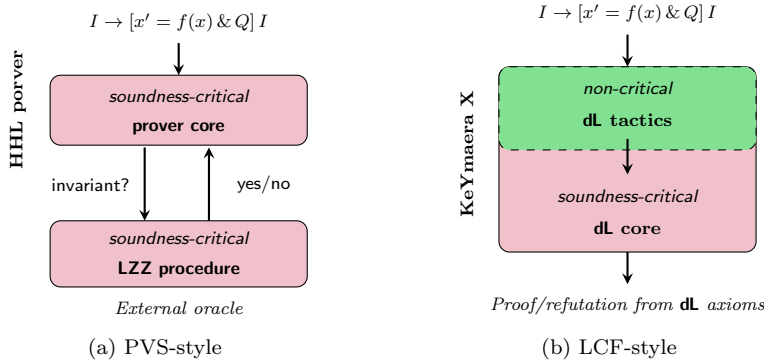 I → [x′ = f(x) & Q] I
HHL porver
soundness-critical
prover core
invariant?
yes/no
soundness-critical
LZZ procedure
External oracle
(a) PVS-style
I → [x′ = f(x) & Q] I
KeYmaera X
non-critical
dL tactics
soundness-critical
dL core
Proof/refutation from dL axioms
(b) LCF-style